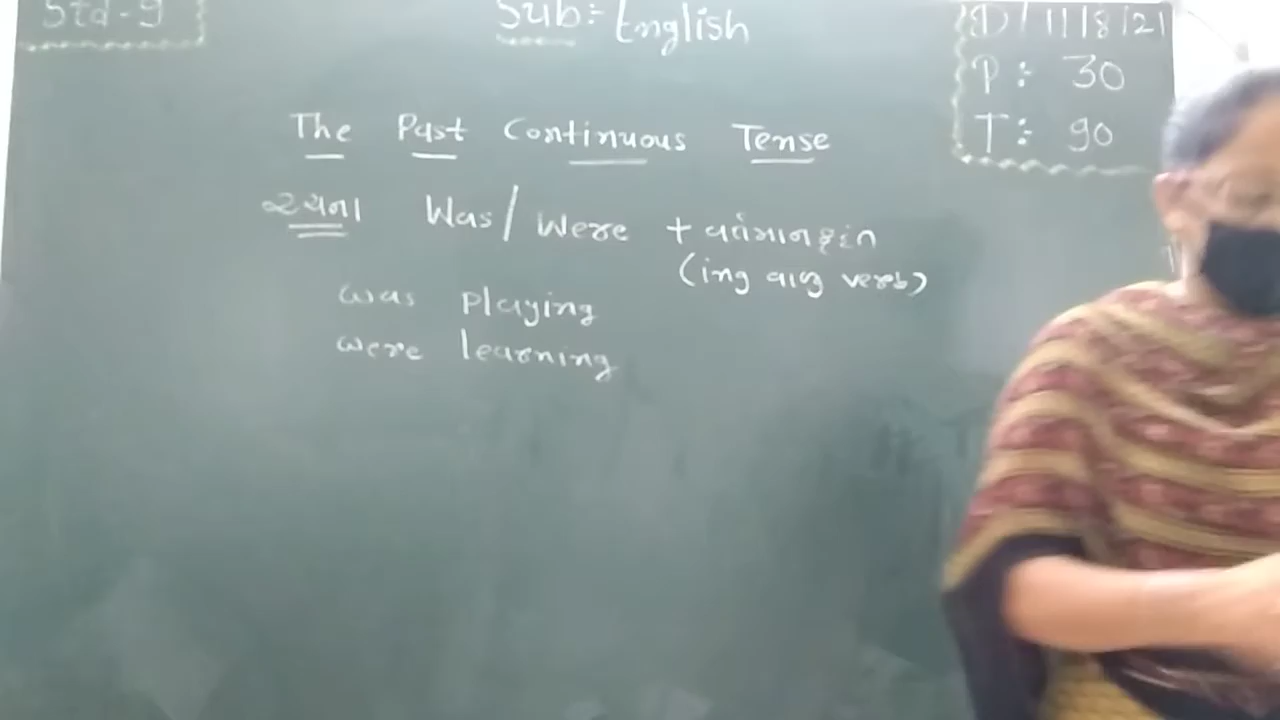 Std-9
Sub:- English
D / 11/8/21
P : 30
T : 90
The Past Continuous Tense
રચના Was/ Were + વર્તમાનકૃદંત
(ing વાળુ verb)
was playing
were learning